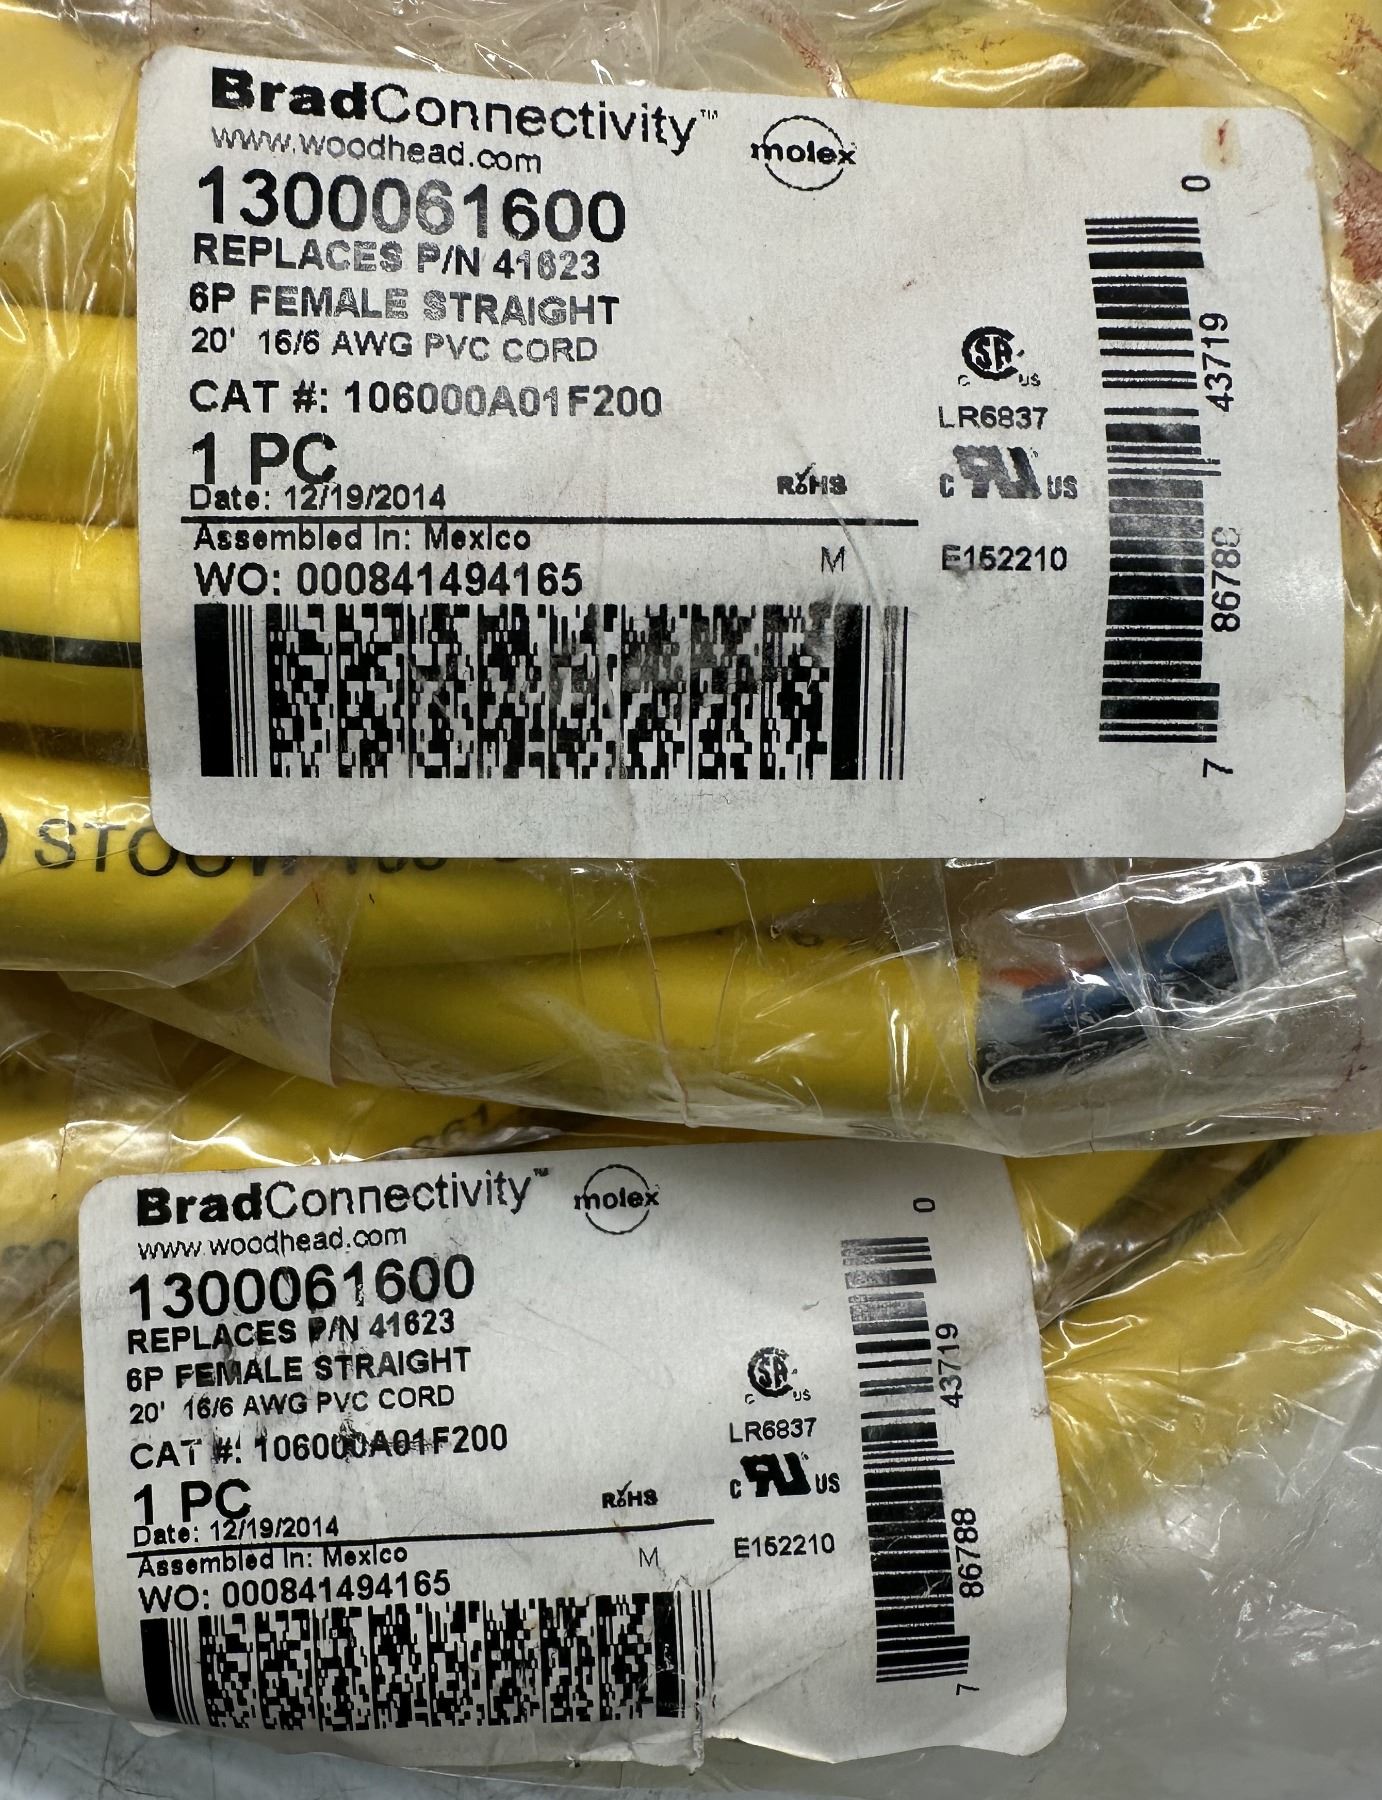 BradConnectivity™
www.woodhead.com
molex
1300061600
REPLACES P/N 41623
6P FEMALE STRAIGHT
20' 16/6 AWG PVC CORD
CAT #: 106000A01F200
1 PC
Date: 12/19/2014
RoHS
Assembled In: Mexico
M
WO: 000841494165
C US
LR6837
C US
E152210
7 86788 43719 0
STOOW
BradConnectivity™
www.woodhead.com
molex
1300061600
REPLACES P/N 41623
6P FEMALE STRAIGHT
20' 16/6 AWG PVC CORD
CAT #: 106000A01F200
1 PC
Date: 12/19/2014
RoHS
Assembled In: Mexico
M
WO: 000841494165
C US
LR6837
C US
E152210
7 86788 43719 0